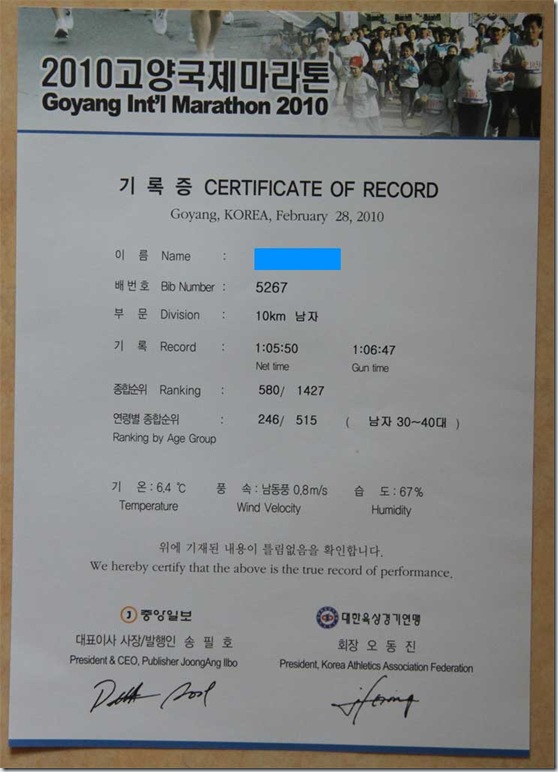 2010고양국제마라톤
Goyang Int'l Marathon 2010
기 록 증 CERTIFICATE OF RECORD
Goyang, KOREA, February 28, 2010
이 름 Name :
배번호 Bib Number : 5267
부 문 Division : 10km 남자
기 록 Record : 1:05:50 1:06:47
Net time Gun time
종합순위 Ranking : 580/ 1427
연령별 종합순위 : 246/ 515 ( 남자 30~40대 )
Ranking by Age Group
기 온 : 6.4 ℃ 풍 속 : 남동풍 0.8m/s 습 도 : 67%
Temperature Wind Velocity Humidity
위에 기재된 내용이 틀림없음을 확인합니다.
We hereby certify that the above is the true record of performance.
J 중앙일보 대한육상경기연맹
대표이사 사장/발행인 송 필 호 회장 오 동 진
President & CEO, Publisher JoongAng Ilbo President, Korea Athletics Association Federation